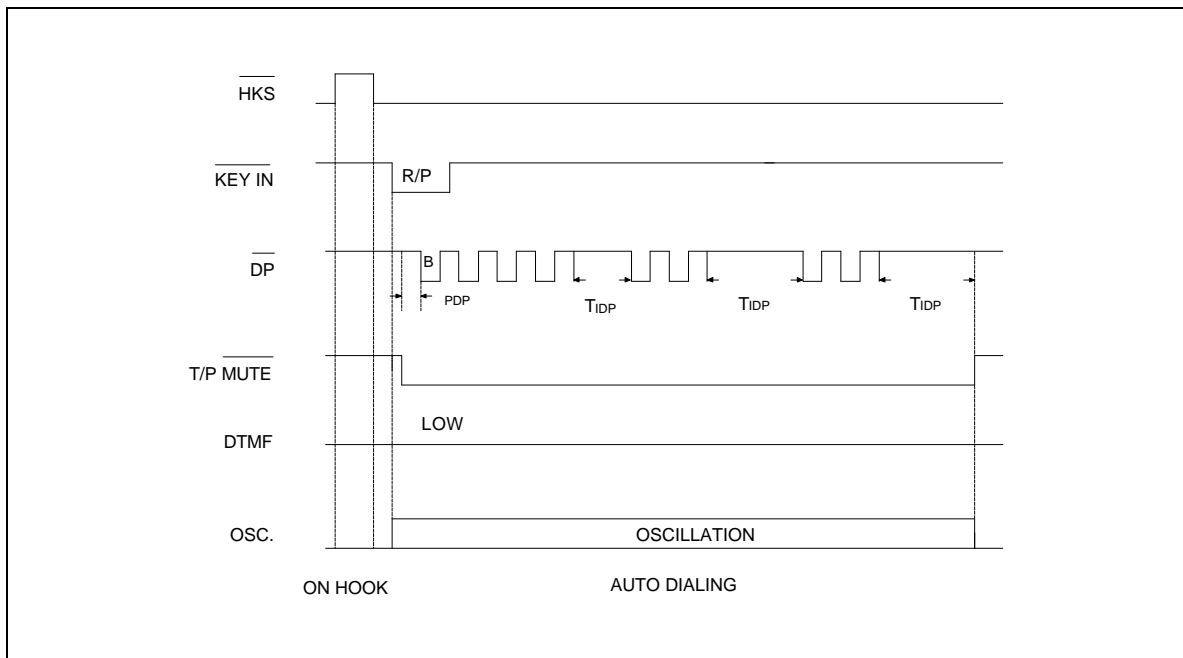 HKS
KEY IN
R/P
DP
B
PDP
TIDP
TIDP
TIDP
T/P MUTE
LOW
DTMF
OSC.
OSCILLATION
ON HOOK
AUTO DIALING